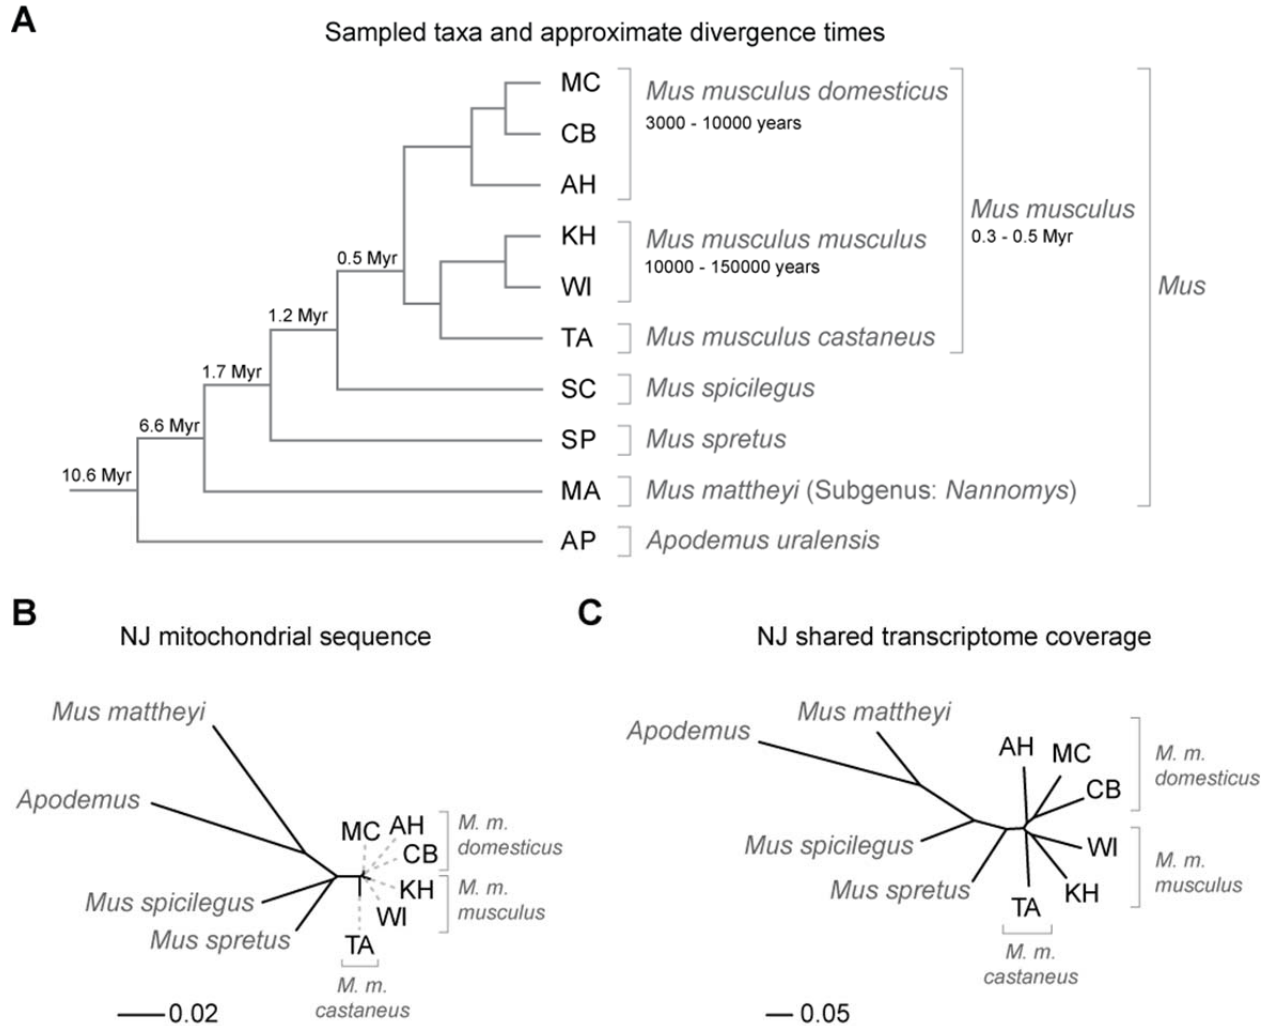 A
Sampled taxa and approximate divergence times
MC
Mus musculus domesticus
3000 - 10000 years
CB
AH
Mus musculus
0.3 - 0.5 Myr
KH
Mus musculus musculus
10000 - 150000 years
0.5 Myr
WI
Mus
1.2 Myr
TA
Mus musculus castaneus
1.7 Myr
SC
Mus spicilegus
6.6 Myr
SP
Mus spretus
10.6 Myr
MA
Mus mattheyi (Subgenus: Nannomys)
AP
Apodemus uralensis
B
NJ mitochondrial sequence
Mus mattheyi
Apodemus
MC
AH
CB
M. m.
domesticus
KH
WI
M. m.
musculus
Mus spicilegus
Mus spretus
TA
M. m.
castaneus
0.02
C
NJ shared transcriptome coverage
Mus mattheyi
Apodemus
AH
MC
CB
M. m.
domesticus
Mus spicilegus
WI
KH
M. m.
musculus
Mus spretus
TA
M. m.
castaneus
0.05